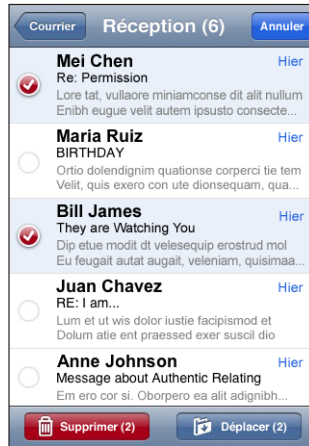 Courrier
Réception (6)
Annuler
Mei Chen
Hier
Re: Permission
Lore tat, vullaore miniamconse dit alit nullum
Enibh eugue velit autem ipsusto consecte...
Maria Ruiz
Hier
BIRTHDAY
Ortio dolendignim quationse corperci tie tem
Velit, quis exero con ute dionsequam, qua...
Bill James
Hier
They are Watching You
Dip etue modit dt velesequip erostrud mol
Eu feugait autat augait, veleniam, quisimaa...
Juan Chavez
Hier
RE: I am...
Lum et ut wis dolor iustie facipismod et
Dolum atie ent praessed exer suscil dio
Anne Johnson
Hier
Message about Authentic Relating
Em ero cor si. Oborpero ea alit adignibh...
Supprimer (2)
Déplacer (2)